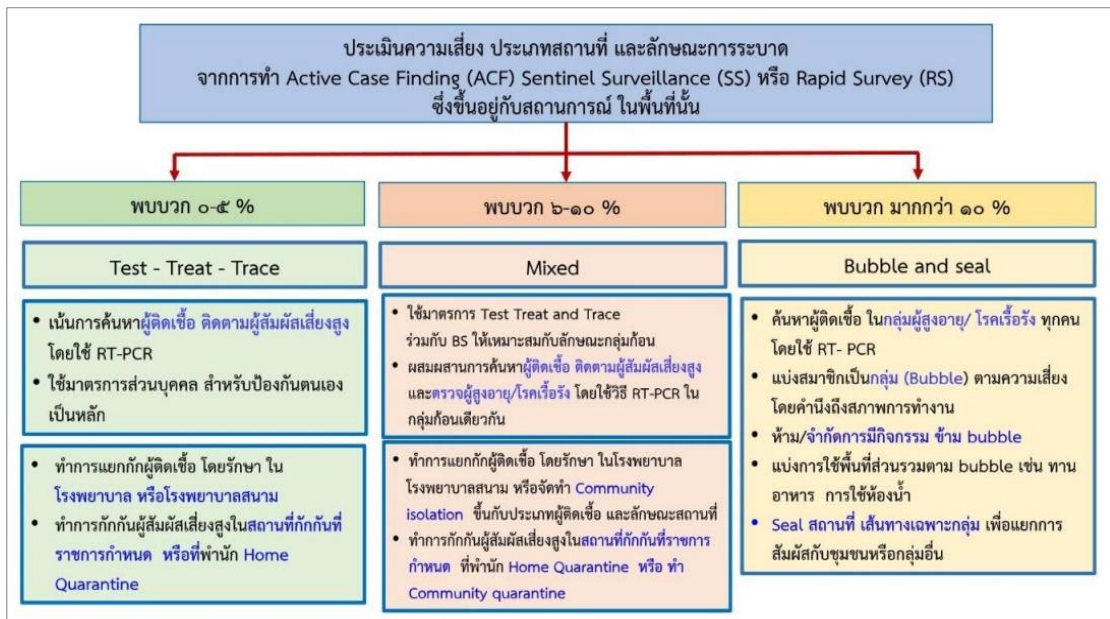 ประเมินความเสี่ยง ประเภทสถานที่ และลักษณะการระบาด
จากการทำ Active Case Finding (ACF) Sentinel Surveillance (SS) หรือ Rapid Survey (RS)
ซึ่งขึ้นอยู่กับสถานการณ์ ในพื้นที่นั้น
พบบวก ๐-๕ %
Test - Treat - Trace
• เน้นการค้นหาผู้ติดเชื้อ ติดตามผู้สัมผัสเสี่ยงสูง
โดยใช้ RT-PCR
• ใช้มาตรการส่วนบุคคล สำหรับป้องกันตนเอง
เป็นหลัก
• ทำการแยกกักผู้ติดเชื้อ โดยรักษา ใน
โรงพยาบาล หรือโรงพยาบาลสนาม
• ทำการกักกันผู้สัมผัสเสี่ยงสูงในสถานที่กักกันที่
ราชการกำหนด หรือที่พำนัก Home
Quarantine
พบบวก ๖-๑๐ %
Mixed
• ใช้มาตรการ Test Treat and Trace
ร่วมกับ BS ให้เหมาะสมกับลักษณะกลุ่มก้อน
• ผสมผสานการค้นหาผู้ติดเชื้อ ติดตามผู้สัมผัสเสี่ยงสูง
และตรวจผู้สูงอายุ/โรคเรื้อรัง โดยใช้วิธี RT-PCR ใน
กลุ่มก้อนเดียวกัน
• ทำการแยกกักผู้ติดเชื้อ โดยรักษา ในโรงพยาบาล
โรงพยาบาลสนาม หรือจัดทำ Community
isolation ขึ้นกับประเภทผู้ติดเชื้อ และลักษณะสถานที่
• ทำการกักกันผู้สัมผัสเสี่ยงสูงในสถานที่กักกันที่ราชการ
กำหนด ที่พำนัก Home Quarantine หรือ ทำ
Community quarantine
พบบวก มากกว่า ๑๐ %
Bubble and seal
• ค้นหาผู้ติดเชื้อ ในกลุ่มผู้สูงอายุ/ โรคเรื้อรัง ทุกคน
โดยใช้ RT- PCR
• แบ่งสมาชิกเป็นกลุ่ม (Bubble) ตามความเสี่ยง
โดยคำนึงถึงสภาพการทำงาน
• ห้าม/จำกัดการมีกิจกรรม ข้าม bubble
• แบ่งการใช้พื้นที่ส่วนรวมตาม bubble เช่น ทาน
อาหาร การใช้ห้องน้ำ
• Seal สถานที่ เส้นทางเฉพาะกลุ่ม เพื่อแยกการ
สัมผัสกับชุมชนหรือกลุ่มอื่น